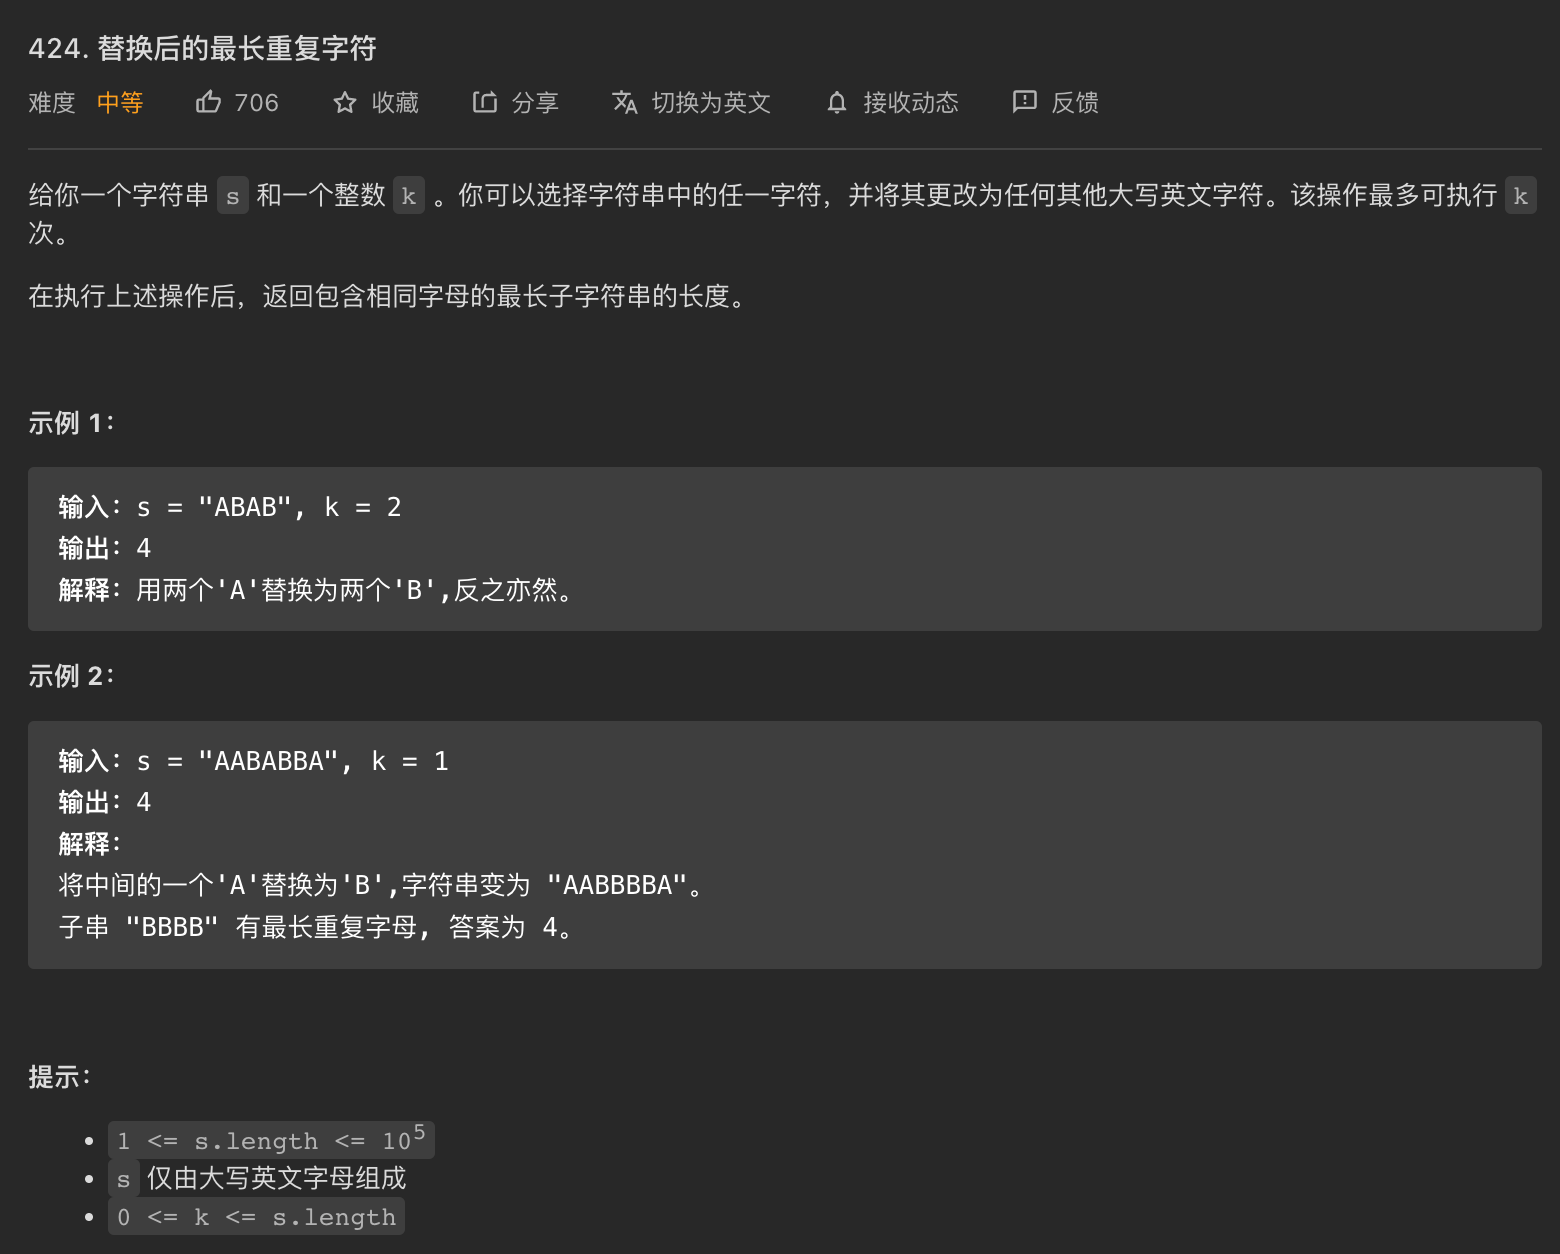 424. 替换后的最长重复字符
难度 中等 706 收藏 分享 切换为英文 接收动态 反馈
给你一个字符串 s 和一个整数 k 。你可以选择字符串中的任一字符，并将其更改为任何其他大写英文字符。该操作最多可执行 k
次。
在执行上述操作后，返回包含相同字母的最长子字符串的长度。
示例 1：
输入：s = "ABAB", k = 2
输出：4
解释：用两个'A'替换为两个'B',反之亦然。
示例 2：
输入：s = "AABABBA", k = 1
输出：4
解释：
将中间的一个'A'替换为'B',字符串变为 "AABBBBA"。
子串 "BBBB" 有最长重复字母, 答案为 4。
提示：
• 1 <= s.length <= 10⁵
• s 仅由大写英文字母组成
• 0 <= k <= s.length